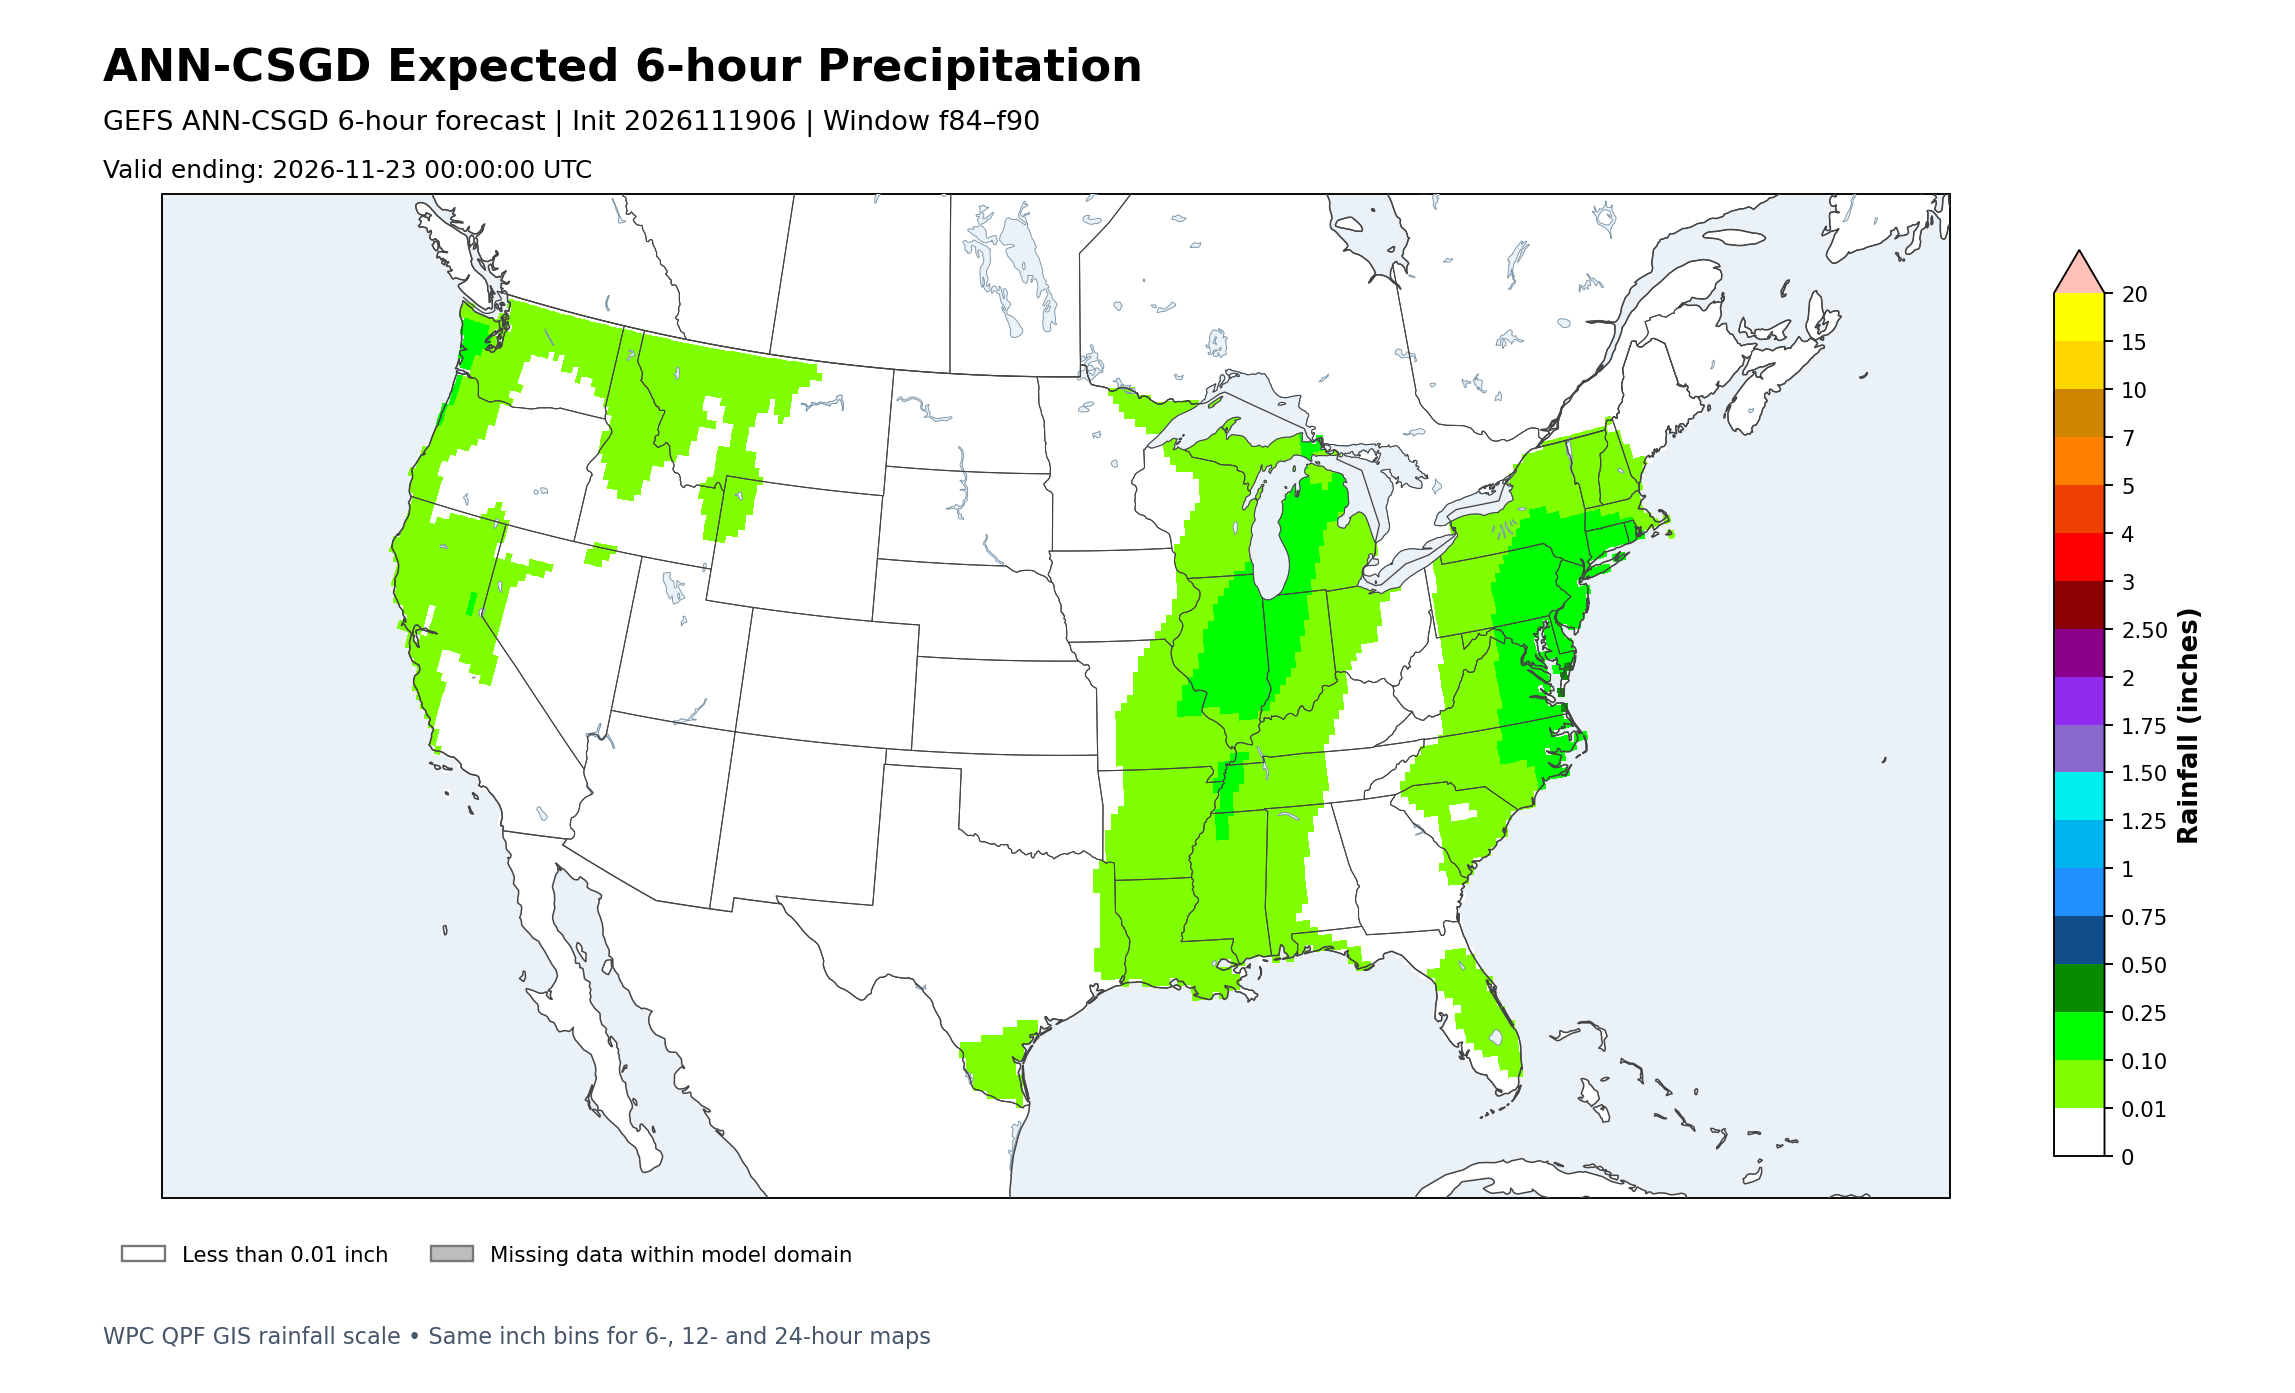 ANN-CSGD Expected 6-hour Precipitation
GEFS ANN-CSGD 6-hour forecast | Init 2026111906 | Window f84–f90
Valid ending: 2026-11-23 00:00:00 UTC
20
15
10
7
5
4
3
2.50
2
1.75
1.50
1.25
1
0.75
0.50
0.25
0.10
0.01
0
Rainfall (inches)
Less than 0.01 inch
Missing data within model domain
WPC QPF GIS rainfall scale • Same inch bins for 6-, 12- and 24-hour maps